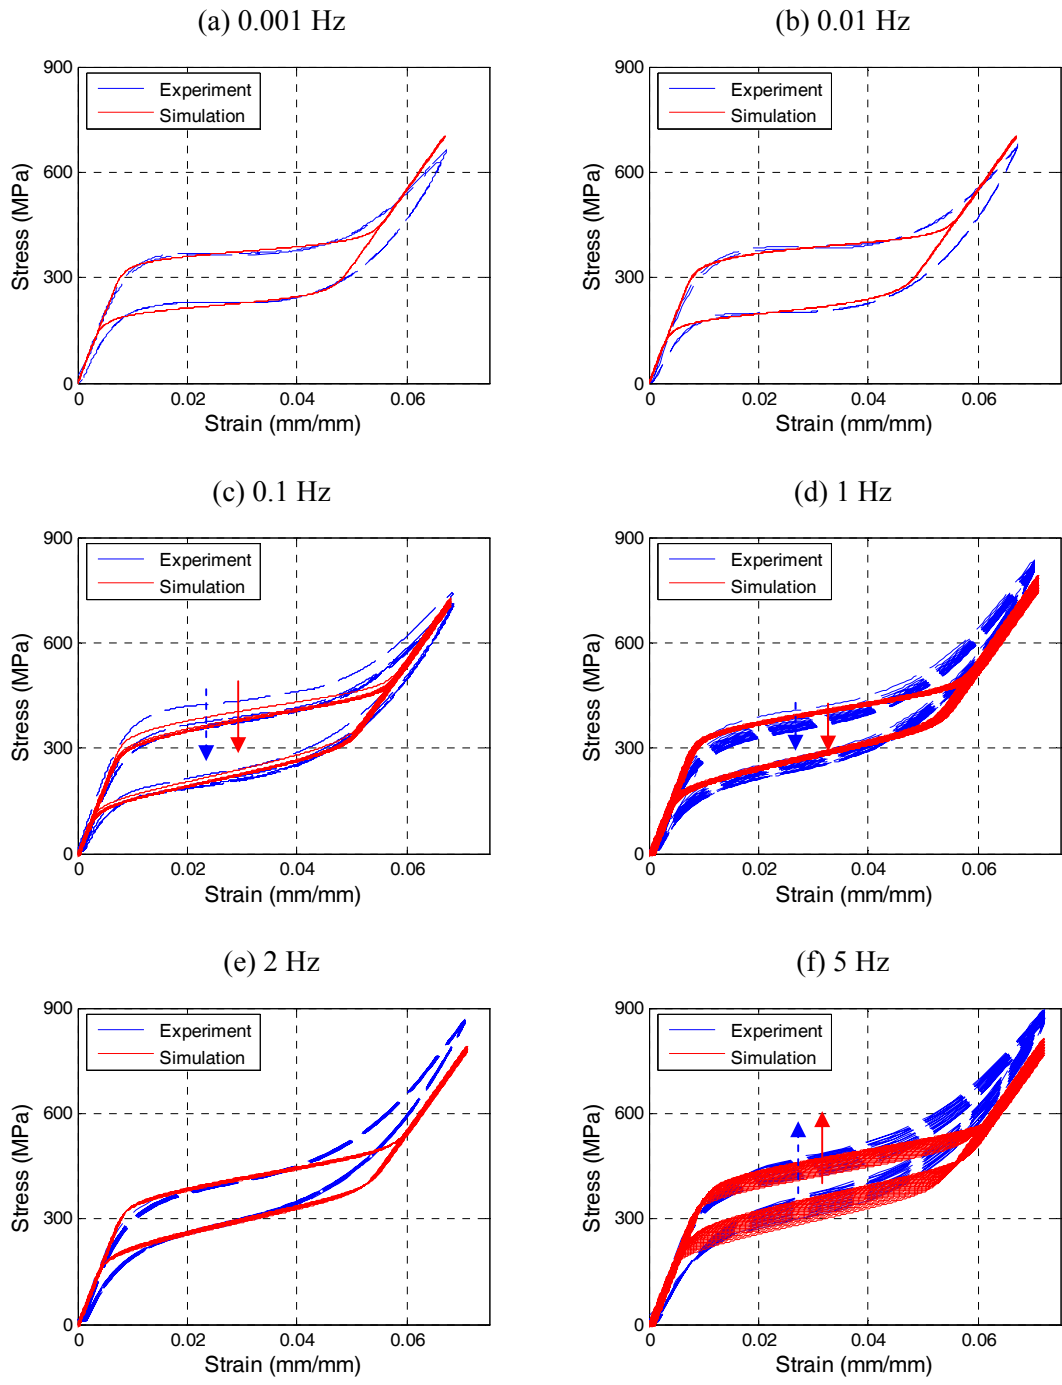 (a) 0.001 Hz
900
600
300
0
Stress (MPa)
Experiment
Simulation
0
0.02
0.04
0.06
Strain (mm/mm)
(b) 0.01 Hz
900
600
300
0
Stress (MPa)
Experiment
Simulation
0
0.02
0.04
0.06
Strain (mm/mm)
(c) 0.1 Hz
900
600
300
0
Stress (MPa)
Experiment
Simulation
0
0.02
0.04
0.06
Strain (mm/mm)
(d) 1 Hz
900
600
300
0
Stress (MPa)
Experiment
Simulation
0
0.02
0.04
0.06
Strain (mm/mm)
(e) 2 Hz
900
600
300
0
Stress (MPa)
Experiment
Simulation
0
0.02
0.04
0.06
Strain (mm/mm)
(f) 5 Hz
900
600
300
0
Stress (MPa)
Experiment
Simulation
0
0.02
0.04
0.06
Strain (mm/mm)